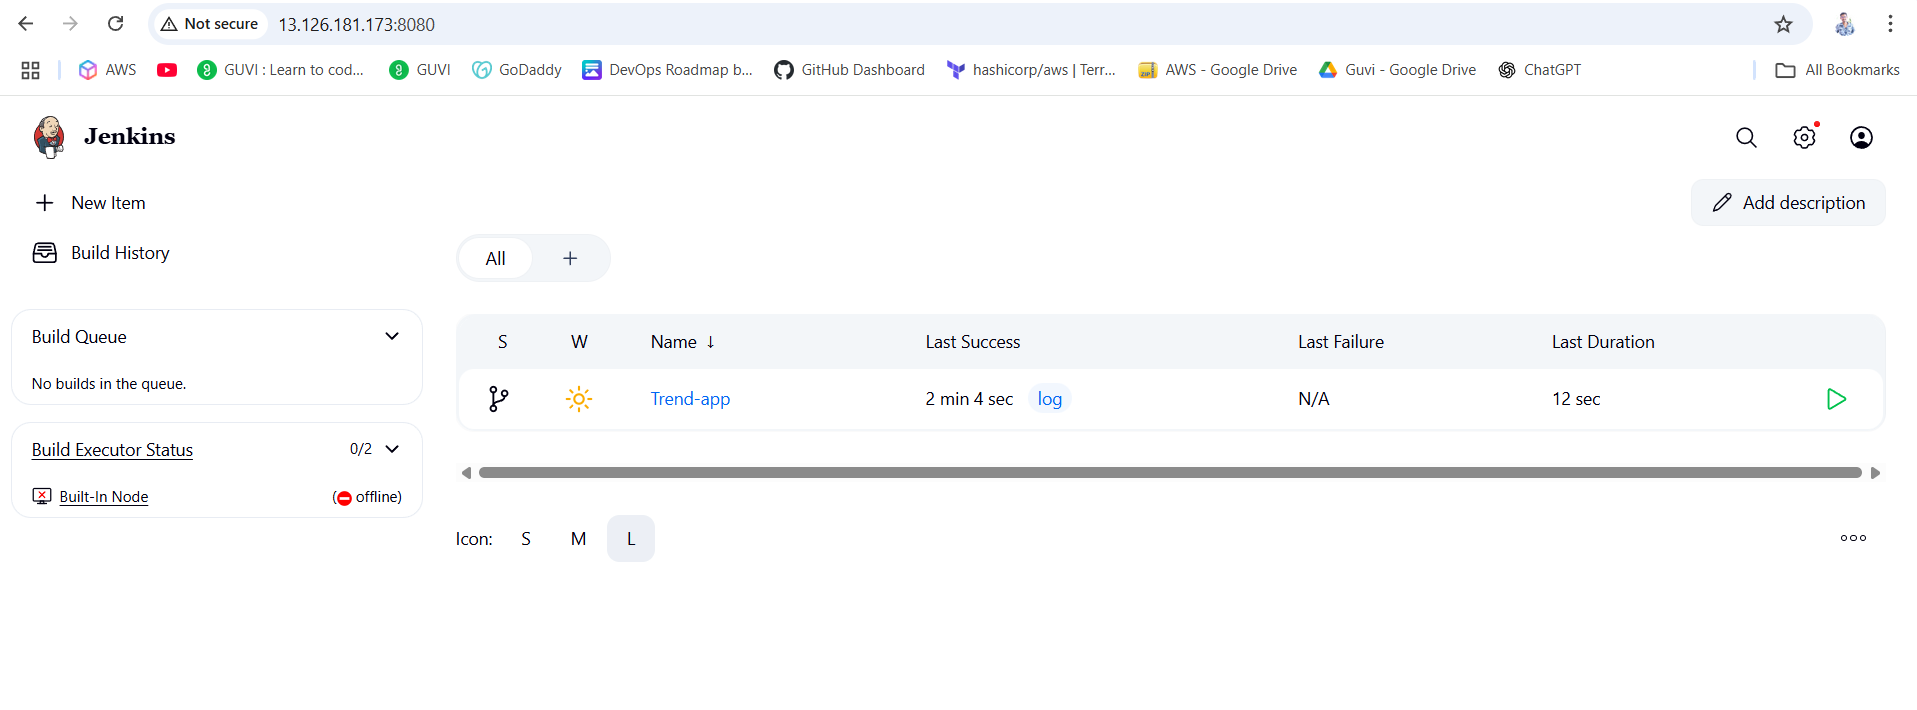 Not secure 13.126.181.173:8080
AWS GUVI : Learn to cod... GUVI GoDaddy DevOps Roadmap b... GitHub Dashboard hashicorp/aws | Terr... AWS - Google Drive Guvi - Google Drive ChatGPT All Bookmarks
Jenkins
New Item
Add description
Build History
All +
Build Queue
No builds in the queue.
Build Executor Status 0/2
Built-In Node (offline)
S W Name ↓ Last Success Last Failure Last Duration
Trend-app 2 min 4 sec log N/A 12 sec
Icon: S M L